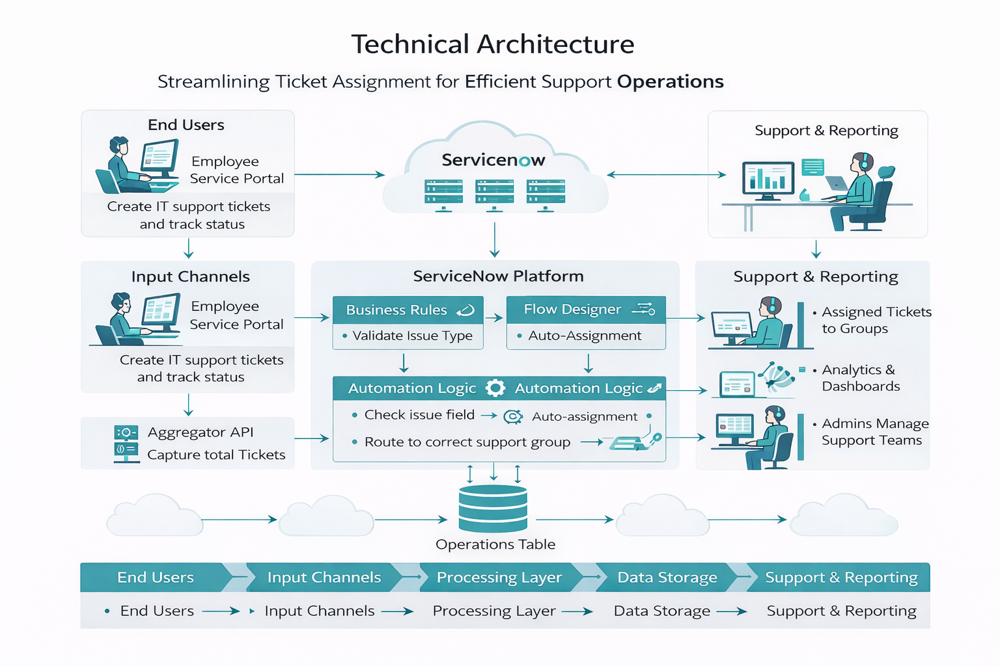 Technical Architecture
Streamlining Ticket Assignment for Efficient Support Operations
End Users
Employee
Service Portal
Create IT support tickets
and track status
Servicenow
Support & Reporting
Input Channels
Employee
Service Portal
Create IT support tickets
and track status
Aggregator API
Capture total Tickets
ServiceNow Platform
Business Rules
• Validate Issue Type
Flow Designer
• Auto-Assignment
Automation Logic
Automation Logic
• Check issue field → Auto-assignment •
• Route to correct support group →
Support & Reporting
• Assigned Tickets
to Groups
• Analytics &
Dashboards
• Admins Manage
Support Teams
Operations Table
End Users
Input Channels
Processing Layer
Data Storage
Support & Reporting
• End Users → ▸ Input Channels → Processing Layer → Data Storage → Support & Reporting